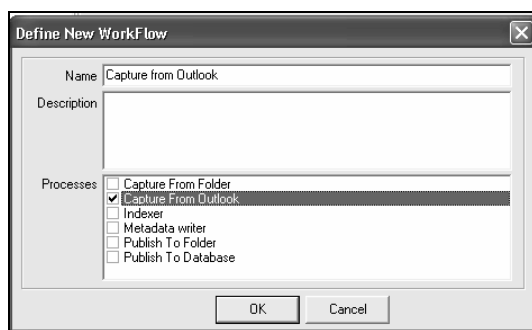 Define New WorkFlow
Name Capture from Outlook
Description
Processes Capture From Folder
Capture From Outlook
Indexer
Metadata writer
Publish To Folder
Publish To Database
OK Cancel